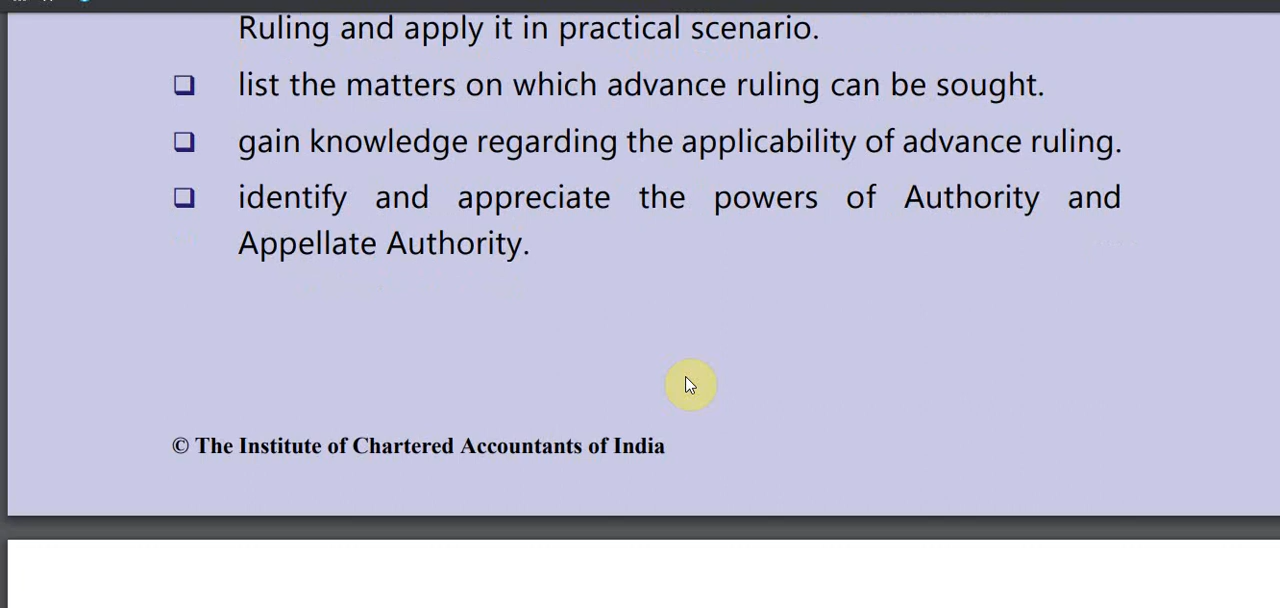 Ruling and apply it in practical scenario.
❑ list the matters on which advance ruling can be sought.
❑ gain knowledge regarding the applicability of advance ruling.
❑ identify and appreciate the powers of Authority and
Appellate Authority.
© The Institute of Chartered Accountants of India